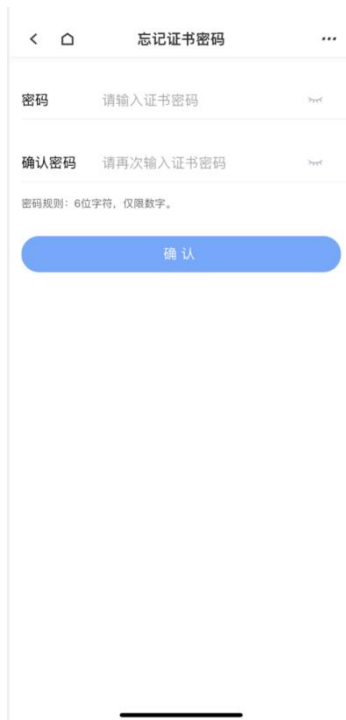 忘记证书密码
密码 请输入证书密码
确认密码 请再次输入证书密码
密码规则：6位字符，仅限数字。
确 认